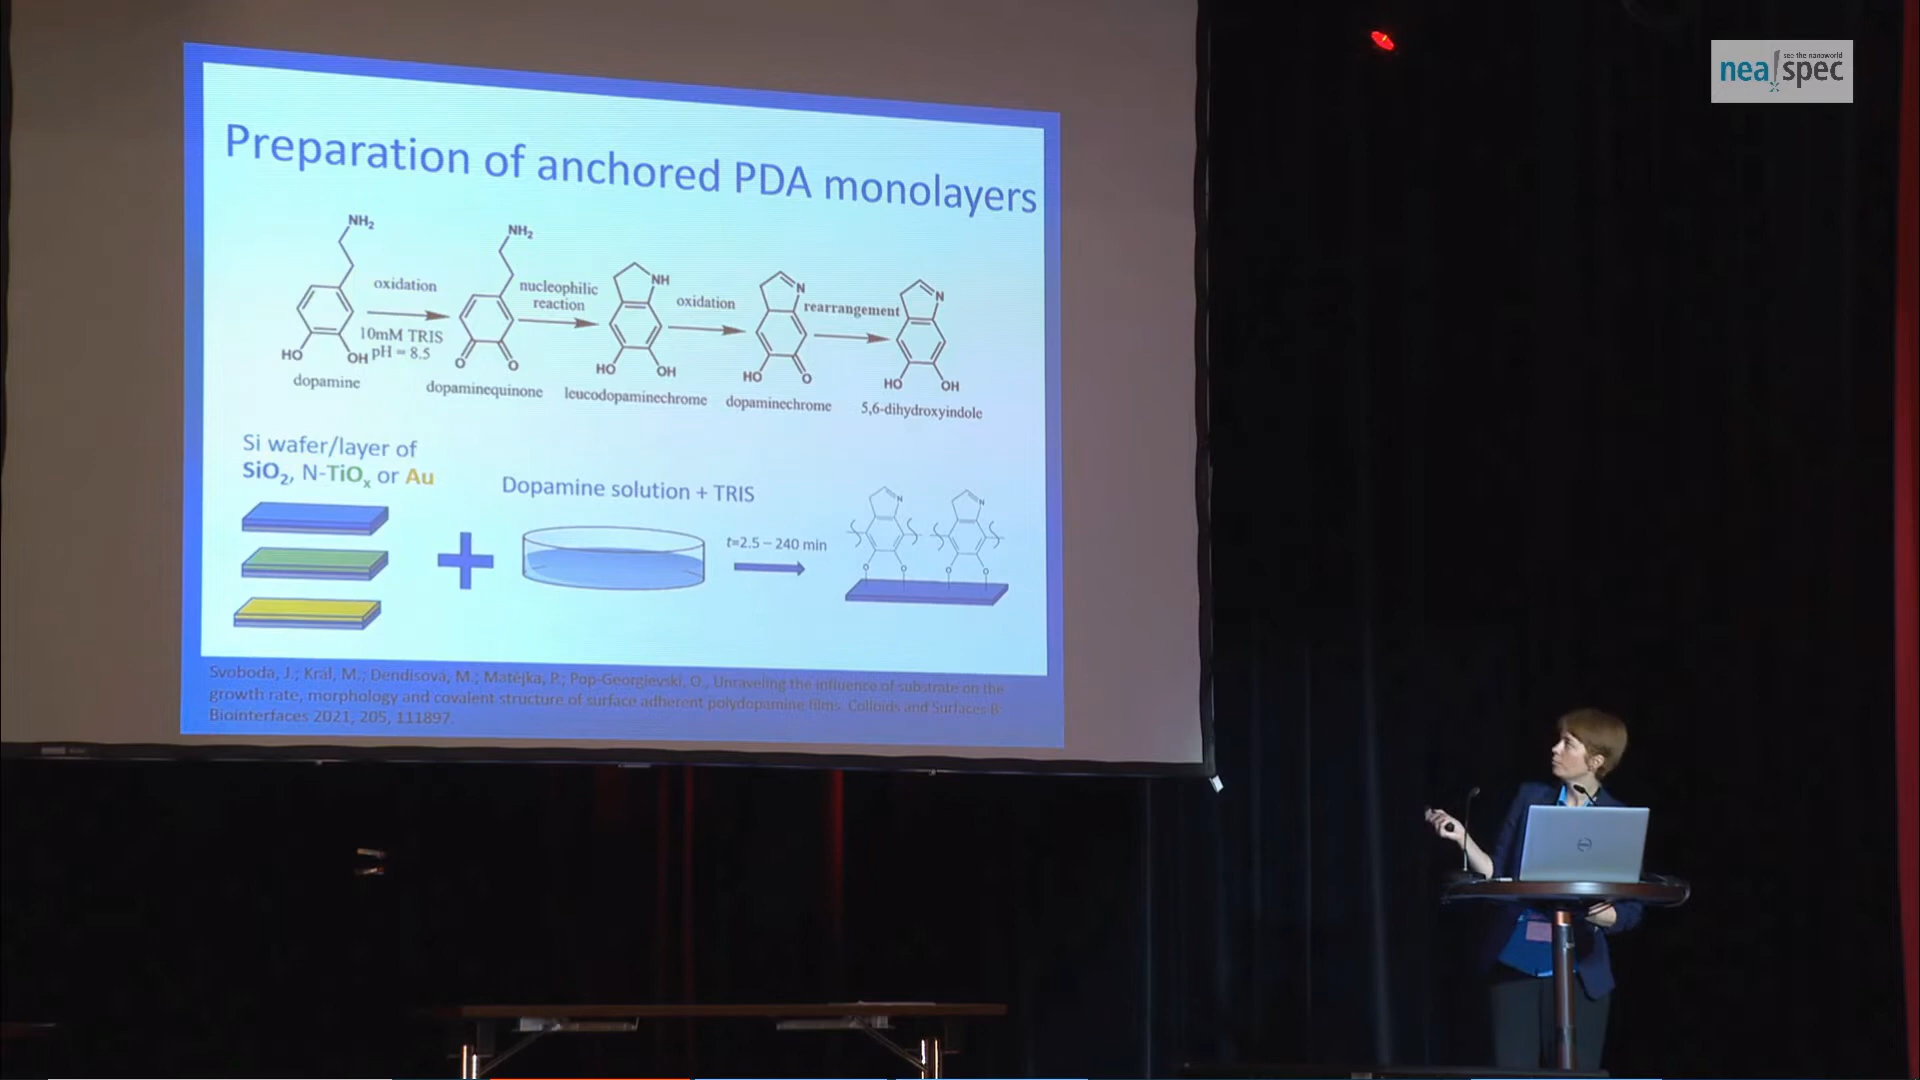 see the nanoworld
nea spec
Preparation of anchored PDA monolayers
NH2
NH2
oxidation
nucleophilic
reaction
NH
oxidation
N
rearrangement
N
10mM TRIS
pH = 8.5
HO
OH
O
O
HO
OH
HO
O
HO
OH
dopamine
dopaminequinone
leucodopaminechrome
dopaminechrome
5,6-dihydroxyindole
Si wafer/layer of
SiO2, N-TiOx or Au
Dopamine solution + TRIS
t=2.5 – 240 min
N
N
O
O
O
O
Svoboda, J.; Král, M.; Dendisová, M.; Matějka, P.; Pop-Georgievski, O., Unraveling the influence of substrate on the
growth rate, morphology and covalent structure of surface adherent polydopamine films. Colloids and Surfaces B:
Biointerfaces 2021, 205, 111897.
DELL